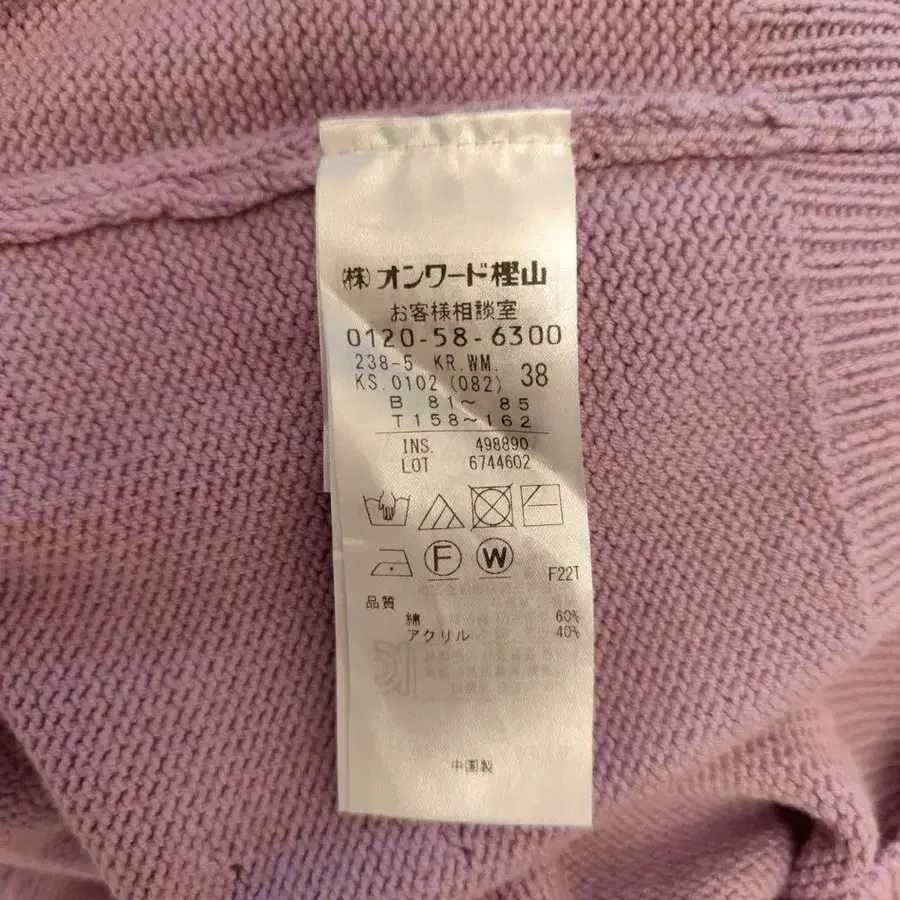 ㈱オンワード樫山
お客様相談室
0120-58-6300
238-5 KR.WM.
KS.0102 (082) 38
B 81～ 85
T158～162
INS. 498890
LOT 6744602
F
W
F22T
品質
綿 60%
アクリル 40%
中国製